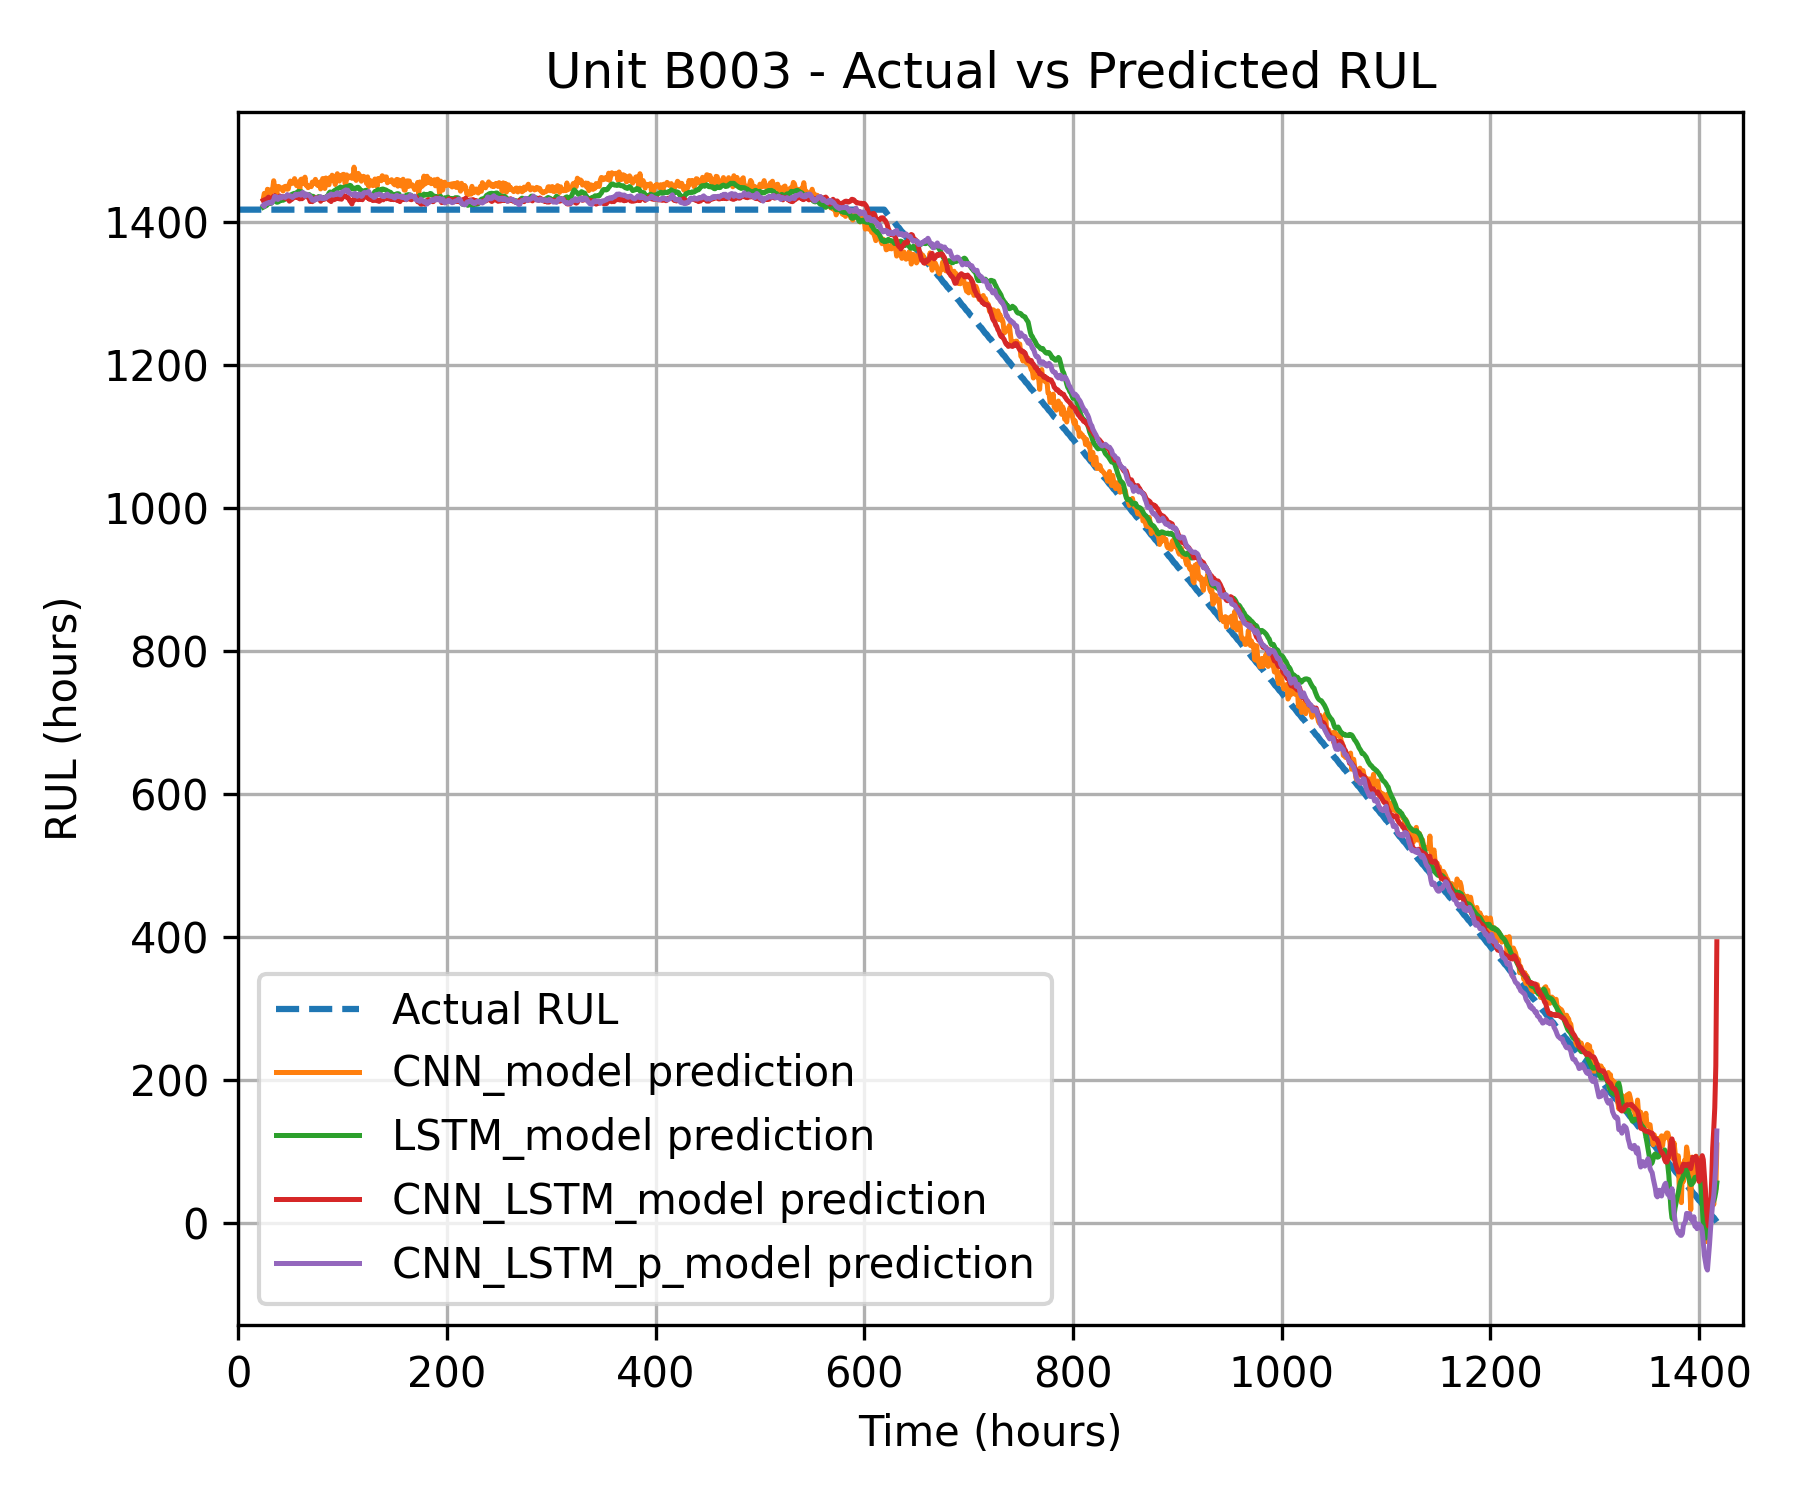 Unit B003 - Actual vs Predicted RUL
1400
1200
1000
800
600
400
200
0
RUL (hours)
Actual RUL
CNN_model prediction
LSTM_model prediction
CNN_LSTM_model prediction
CNN_LSTM_p_model prediction
0 200 400 600 800 1000 1200 1400
Time (hours)